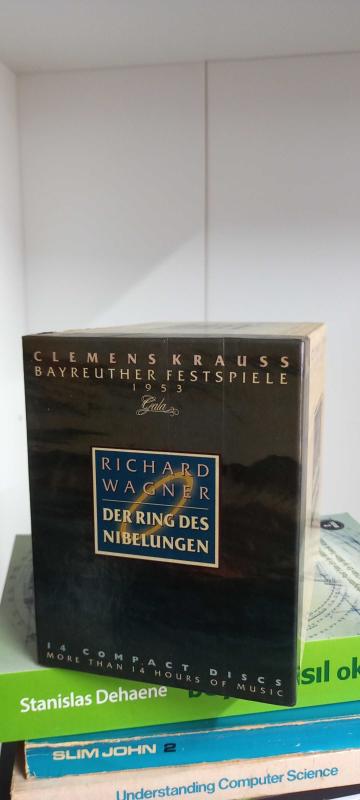 CLEMENS KRAUSS
BAYREUTHER FESTSPIELE
1953
Gala
RICHARD
WAGNER
DER RING DES
NIBELUNGEN
14 COMPACT DISCS
MORE THAN 14 HOURS OF MUSIC
Stanislas Dehaene
SLIM JOHN 2
Understanding Computer Science